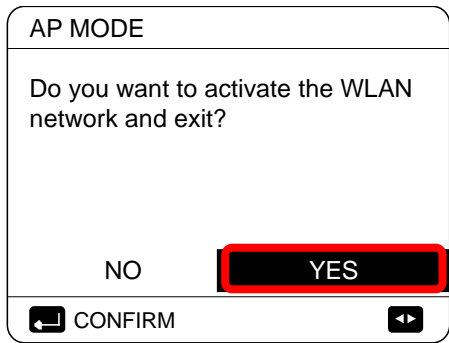 AP MODE
Do you want to activate the WLAN
network and exit?
NO YES
CONFIRM